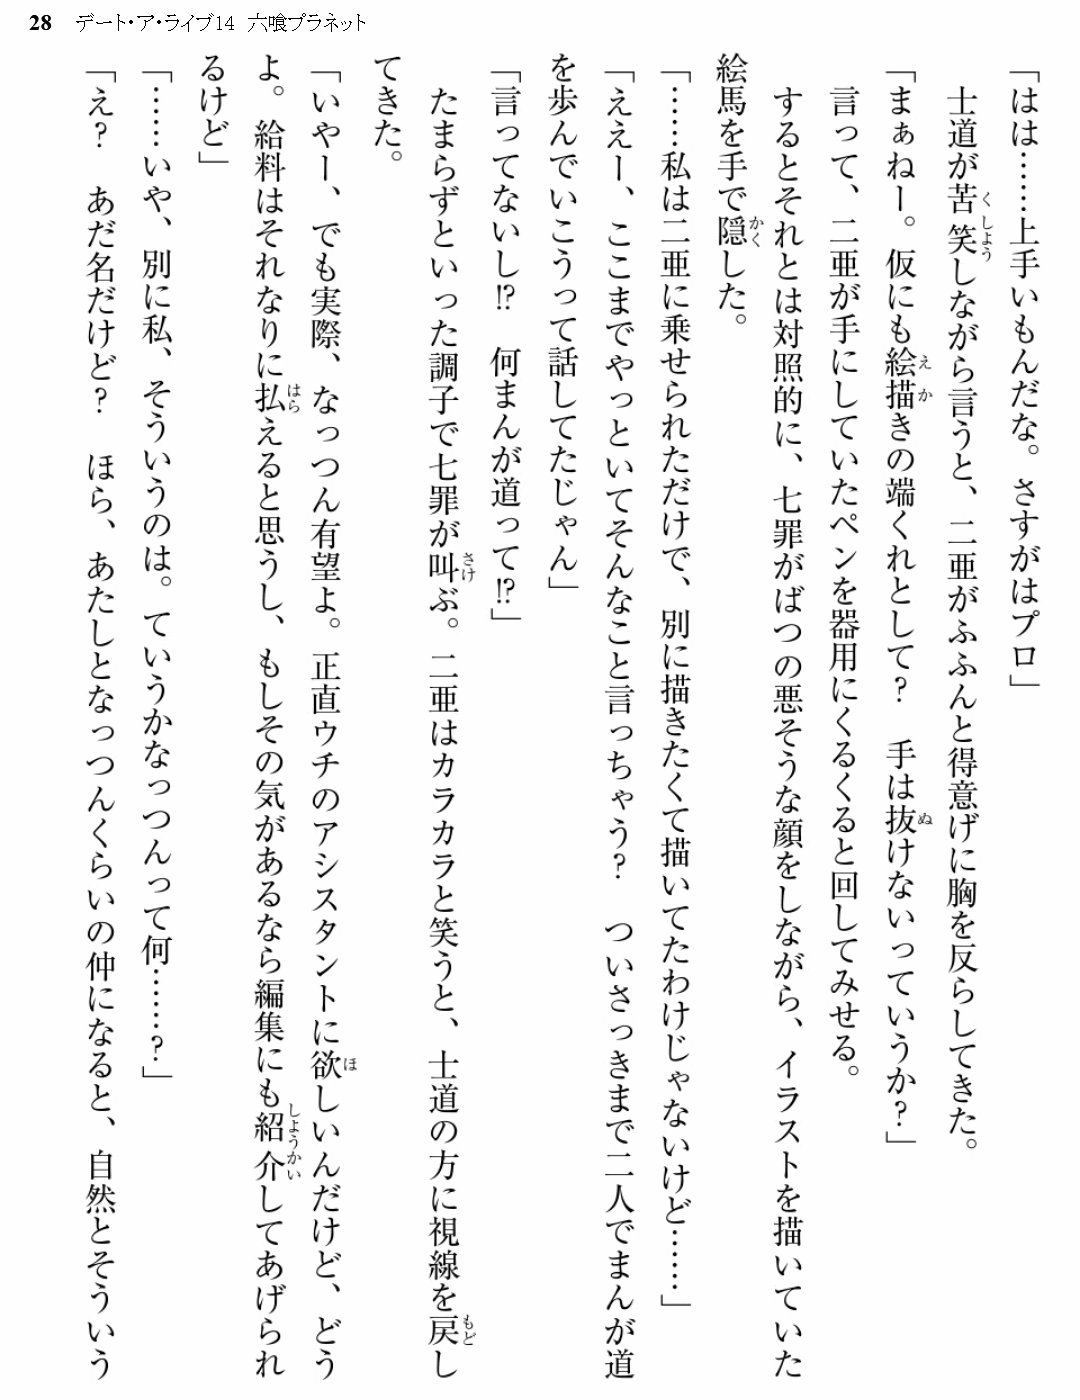 28 デート・ア・ライブ14 六喰プラネット
「はは……上手いもんだな。さすがはプロ」
　士道が苦笑しながら言うと、二亜がふふんと得意げに胸を反らしてきた。
「まぁねー。仮にも絵描きの端くれとして？　手は抜けないっていうか？」
　言って、二亜が手にしていたペンを器用にくるくると回してみせる。
　するとそれとは対照的に、七罪がばつの悪そうな顔をしながら、イラストを描いていた
絵馬を手で隠した。
「……私は二亜に乗せられただけで、別に描きたくて描いてたわけじゃないけど……」
「ええー、ここまでやっといてそんなこと言っちゃう？　ついさっきまで二人でまんが道
を歩んでいこうって話してたじゃん」
「言ってないし!?　何まんが道って!?」
　たまらずといった調子で七罪が叫ぶ。二亜はカラカラと笑うと、士道の方に視線を戻し
てきた。
「いやー、でも実際、なっつん有望よ。正直ウチのアシスタントに欲しいんだけど、どう
よ。給料はそれなりに払えると思うし、もしその気があるなら編集にも紹介してあげられ
るけど」
「……いや、別に私、そういうのは。ていうかなっつんって何……？」
「え？　あだ名だけど？　ほら、あたしとなっつんくらいの仲になると、自然とそういう